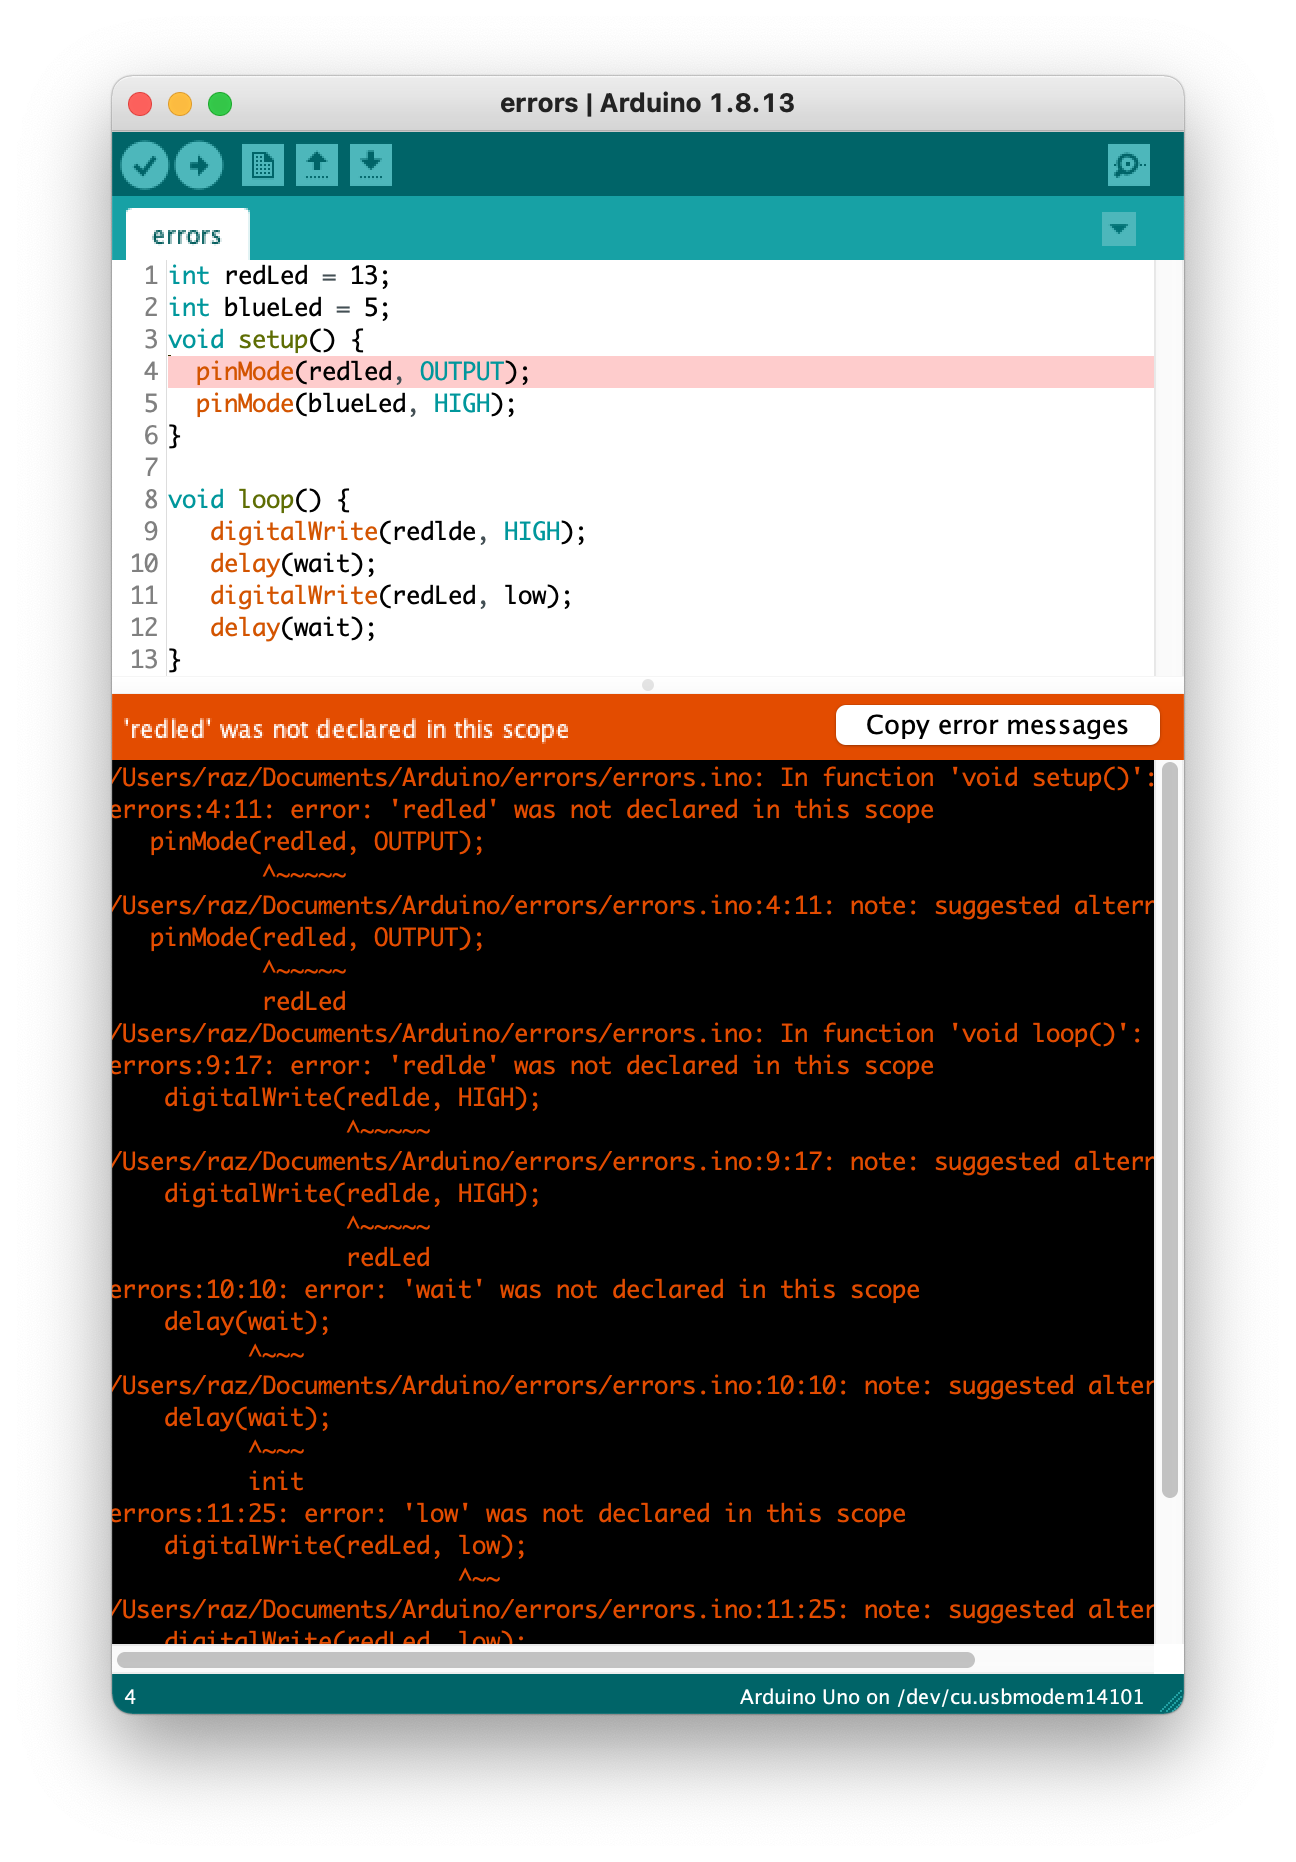 errors | Arduino 1.8.13
errors
1 int redLed = 13;
2 int blueLed = 5;
3 void setup() {
4   pinMode(redled, OUTPUT);
5   pinMode(blueLed, HIGH);
6 }
7
8 void loop() {
9    digitalWrite(redlde, HIGH);
10    delay(wait);
11    digitalWrite(redLed, low);
12    delay(wait);
13 }
'redled' was not declared in this scope
Copy error messages
/Users/raz/Documents/Arduino/errors/errors.ino: In function 'void setup()':
errors:4:11: error: 'redled' was not declared in this scope
   pinMode(redled, OUTPUT);
           ^~~~~~
/Users/raz/Documents/Arduino/errors/errors.ino:4:11: note: suggested altern
   pinMode(redled, OUTPUT);
           ^~~~~~
           redLed
/Users/raz/Documents/Arduino/errors/errors.ino: In function 'void loop()':
errors:9:17: error: 'redlde' was not declared in this scope
    digitalWrite(redlde, HIGH);
                 ^~~~~~
/Users/raz/Documents/Arduino/errors/errors.ino:9:17: note: suggested altern
    digitalWrite(redlde, HIGH);
                 ^~~~~~
                 redLed
errors:10:10: error: 'wait' was not declared in this scope
    delay(wait);
          ^~~~
/Users/raz/Documents/Arduino/errors/errors.ino:10:10: note: suggested alter
    delay(wait);
          ^~~~
          init
errors:11:25: error: 'low' was not declared in this scope
    digitalWrite(redLed, low);
                         ^~~
/Users/raz/Documents/Arduino/errors/errors.ino:11:25: note: suggested alter
    digitalWrite(redLed, low);
4
Arduino Uno on /dev/cu.usbmodem14101